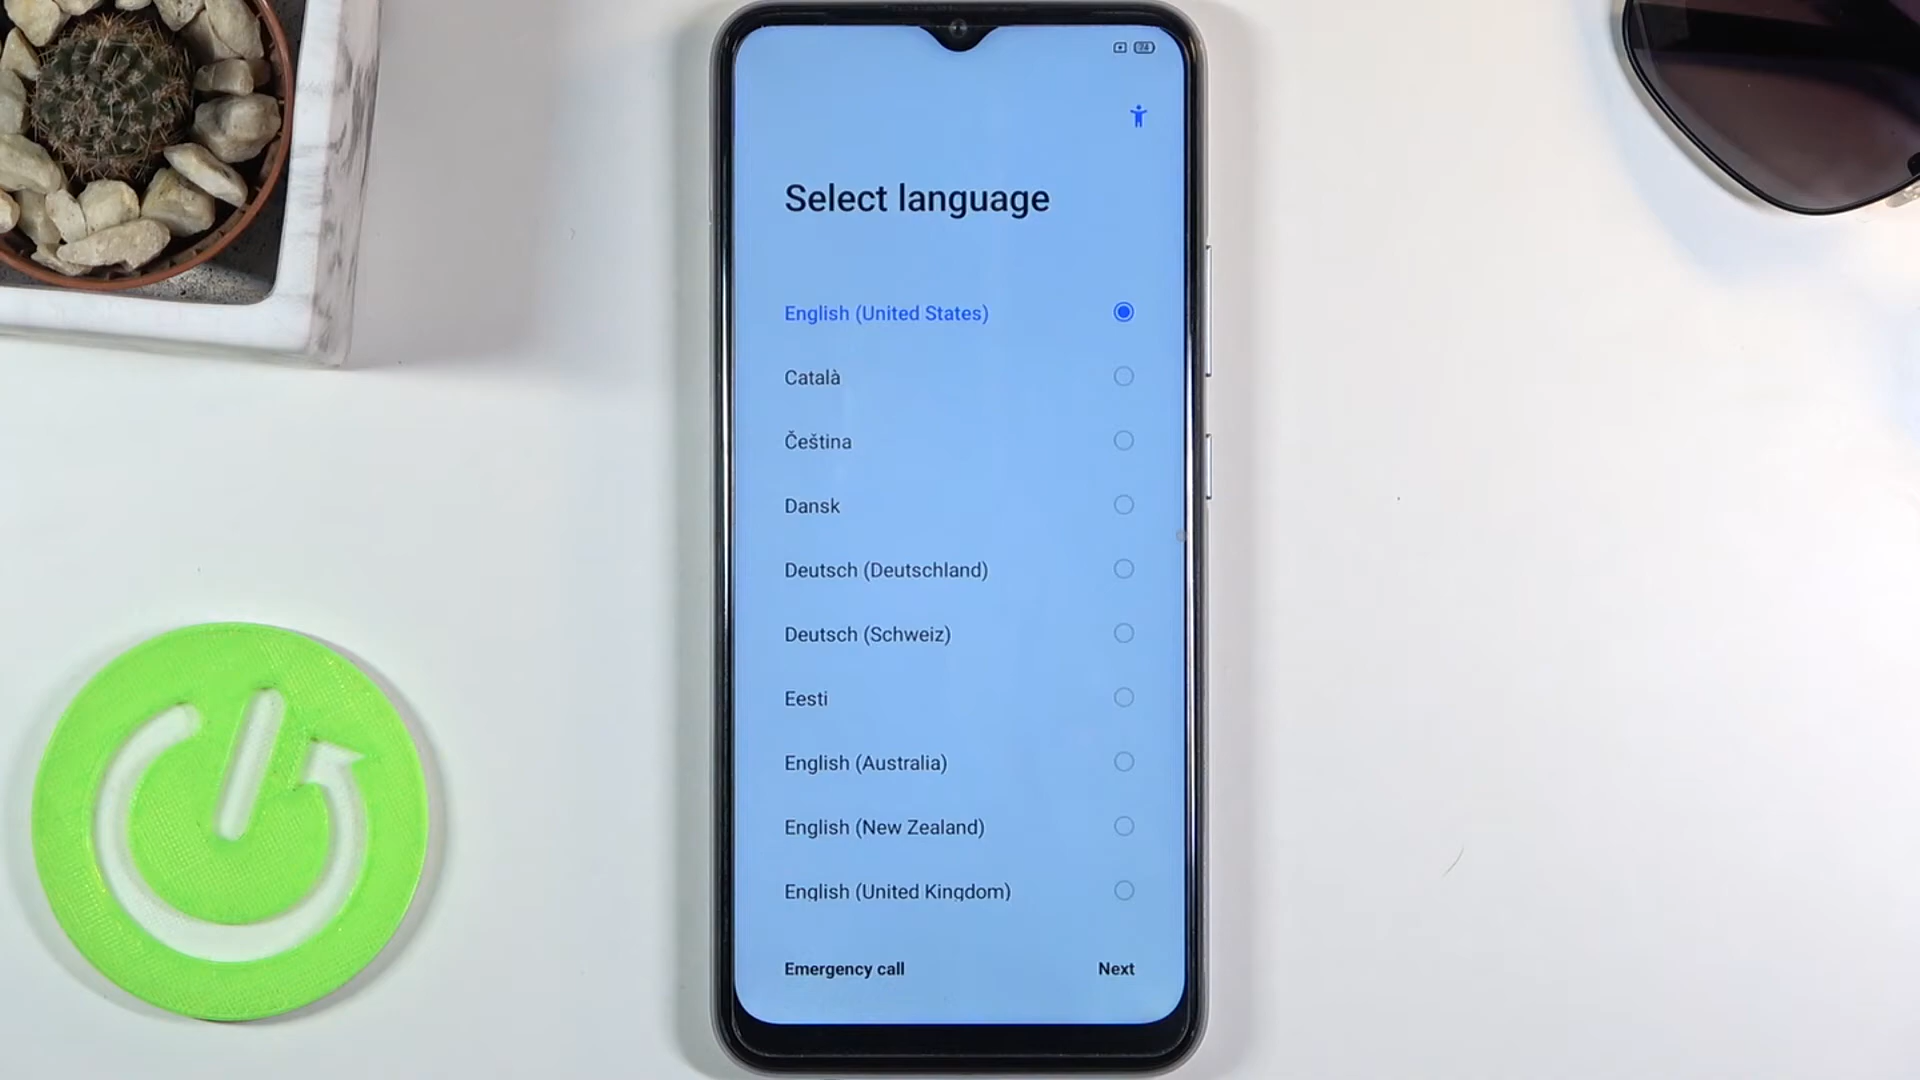 74
Select language
English (United States)
Català
Čeština
Dansk
Deutsch (Deutschland)
Deutsch (Schweiz)
Eesti
English (Australia)
English (New Zealand)
English (United Kingdom)
Emergency call
Next